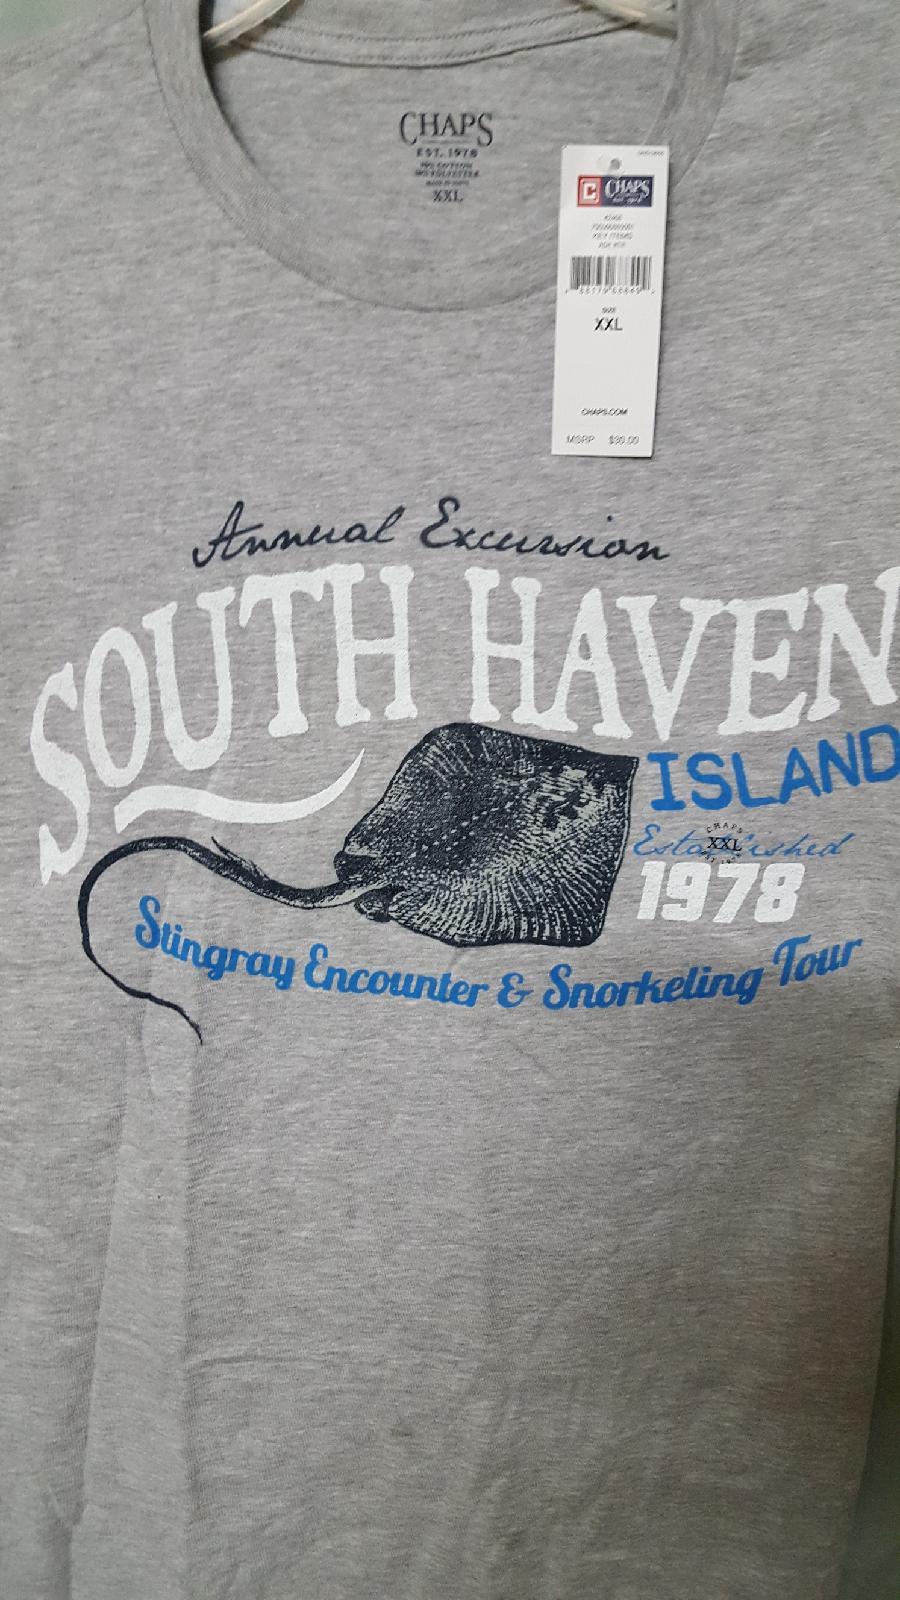 CHAPS
EST. 1978
XXL
CHAPS
SIZE
XXL
CHAPS.COM
MSRP $30.00
Annual Excursion
SOUTH HAVEN
ISLAND
Established
CHAPS
XXL
1978
Stingray Encounter & Snorkeling Tour